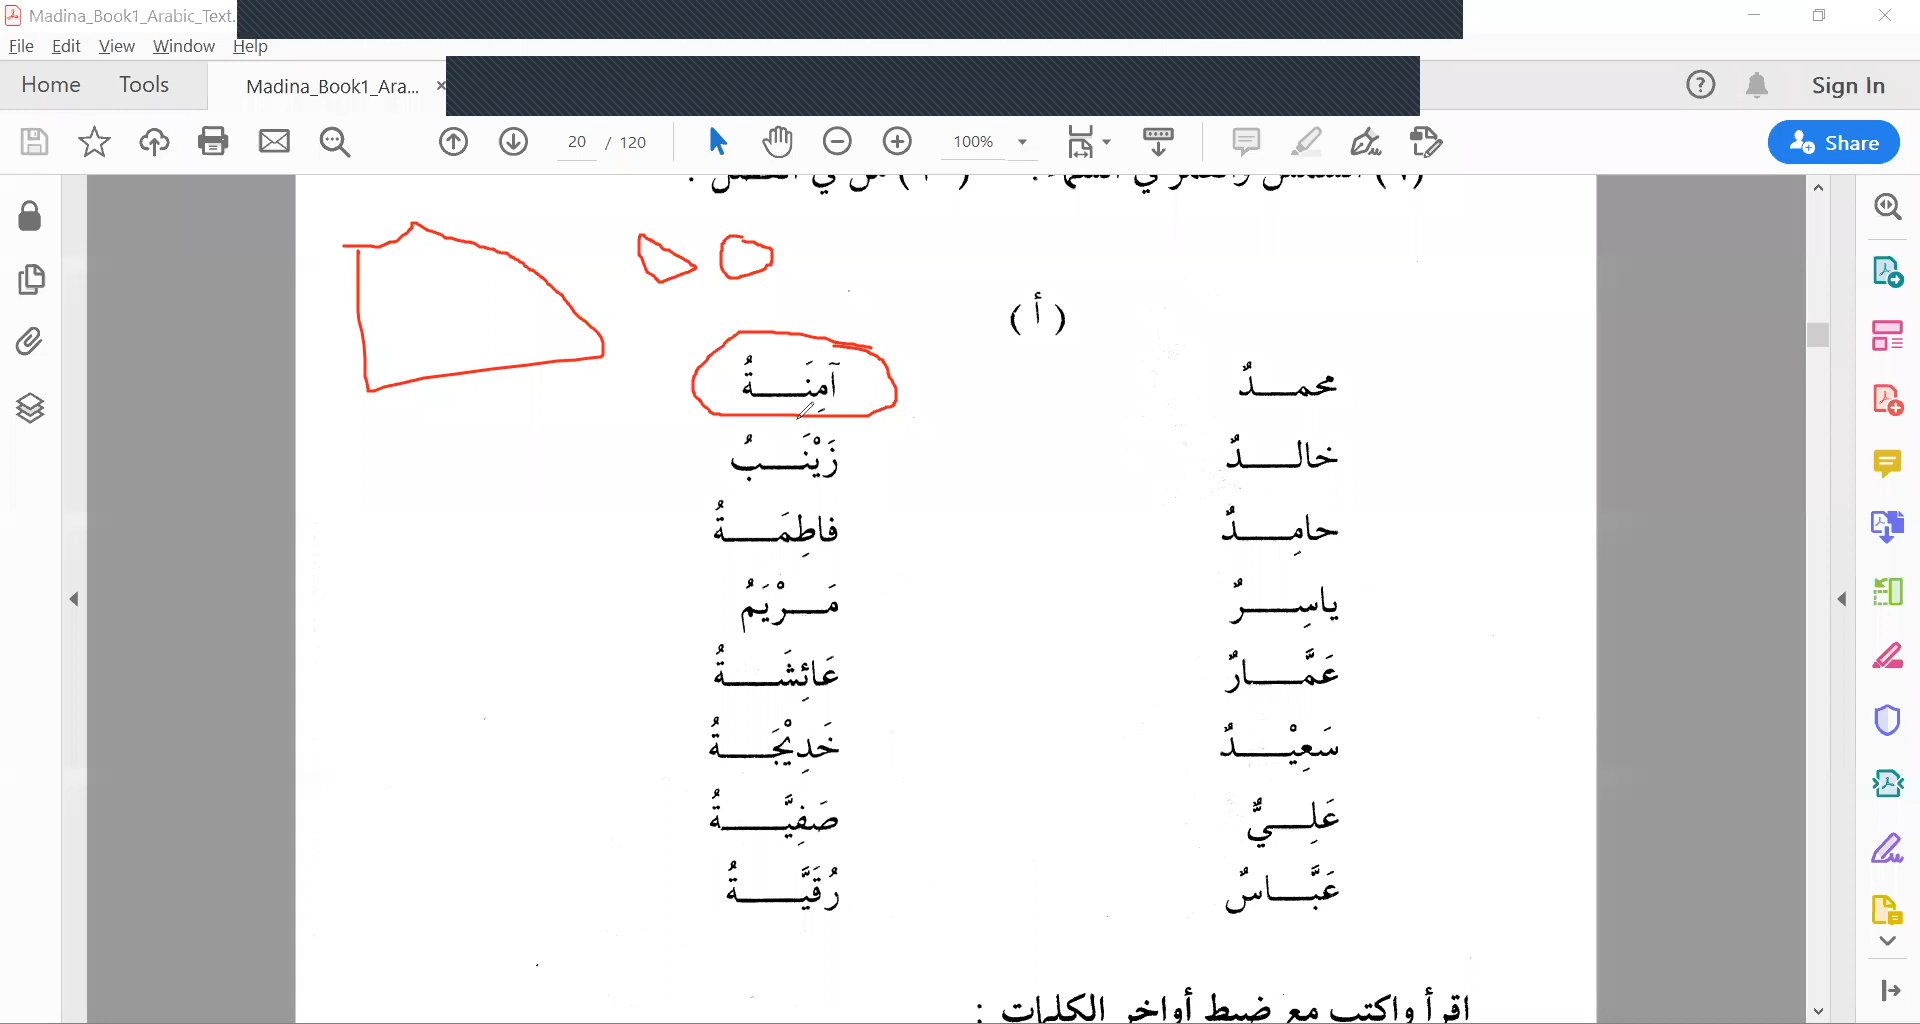 Madina_Book1_Arabic_Text.
File Edit View Window Help
Home Tools Madina_Book1_Ara... × Sign In
20 / 120 100% Share
(أ)
محمـــدٌ آمِنَـــةُ
خالـــدٌ زَيْنَـــبُ
حامِـــدٌ فاطِمَـــةُ
ياسِـــرٌ مَـــرْيَمُ
عَمَّـــارٌ عَائِشَـــةُ
سَعِيْـــدٌ خَدِيْجَـــةُ
عَلِـــيٌّ صَفِيَّـــةُ
عَبَّـــاسٌ رُقَيَّـــةُ
اقرأ واكتب مع ضبط أواخر الكلمات :